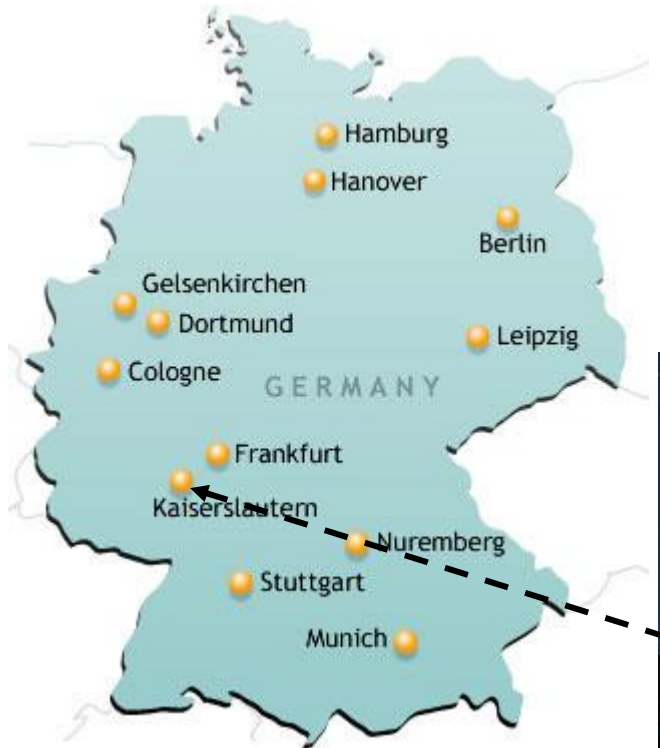 Hamburg
Hanover
Berlin
Gelsenkirchen
Dortmund
Leipzig
Cologne
GERMANY
Frankfurt
Kaiserslautern
Nuremberg
Stuttgart
Munich